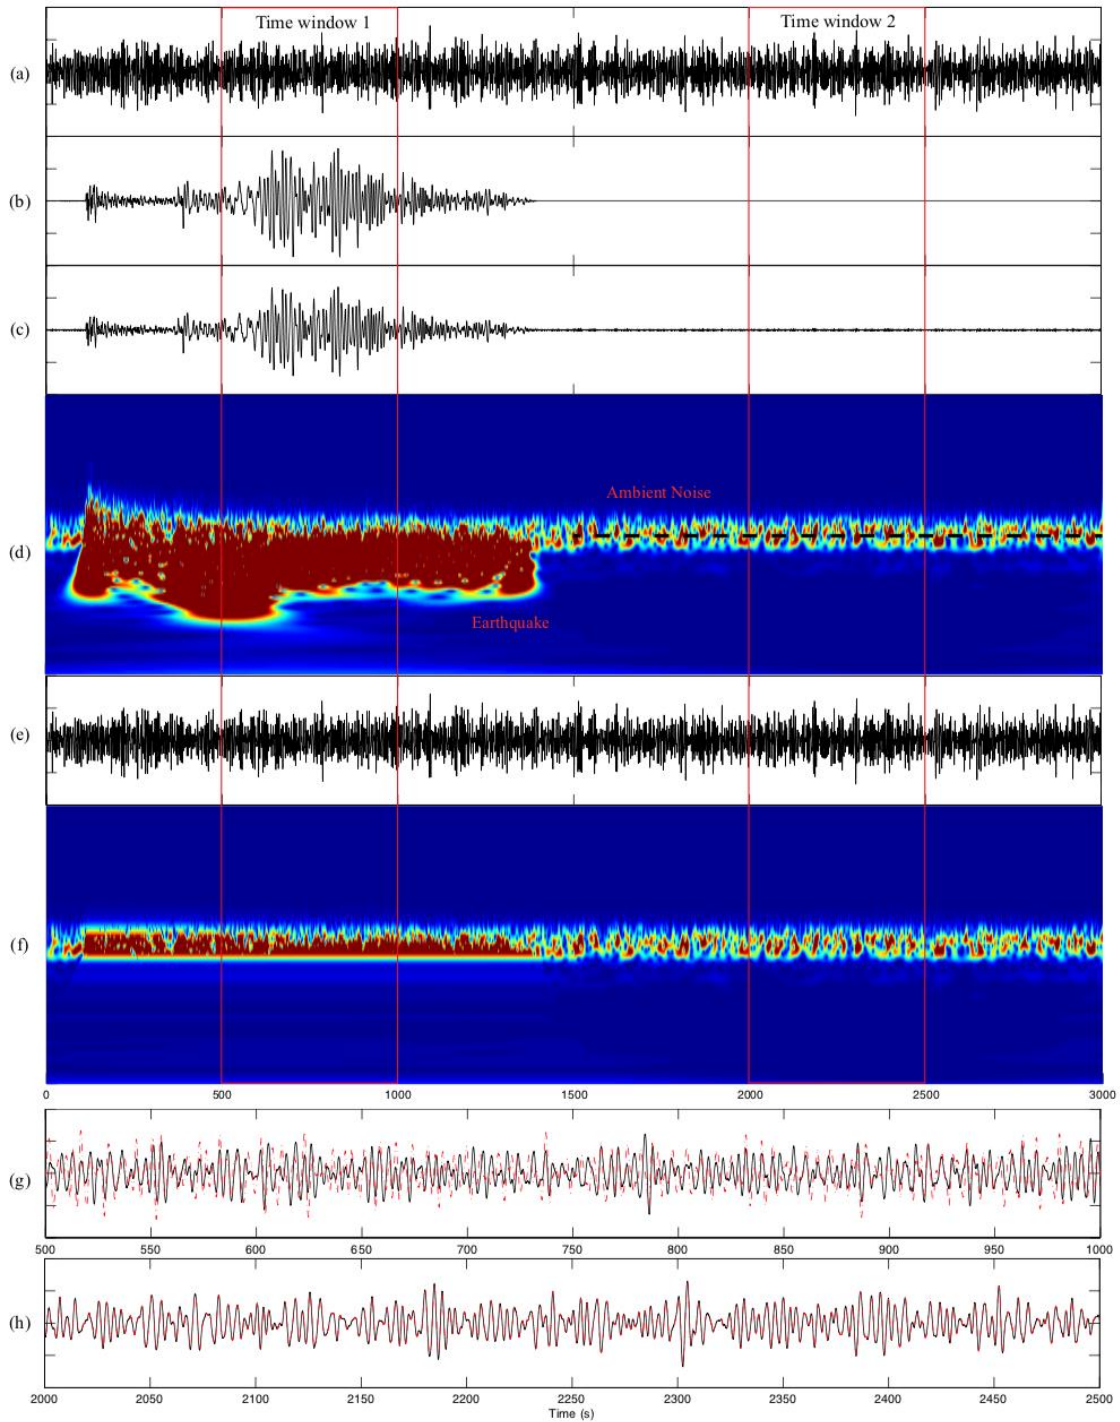 Time window 1 Time window 2
(a)
(b)
(c)
Ambient Noise
(d)
Earthquake
(e)
(f)
0 500 1000 1500 2000 2500 3000
(g)
500 550 600 650 700 750 800 850 900 950 1000
(h)
2000 2050 2100 2150 2200 2250 2300 2350 2400 2450 2500
Time (s)